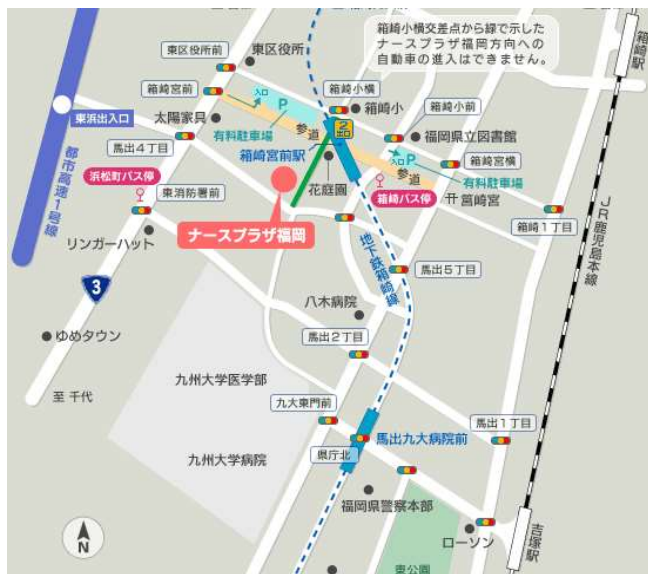 箱崎小横交差点から緑で示した
ナースプラザ福岡方向への
自動車の進入はできません。
箱崎駅
東区役所前
東区役所
箱崎宮前
入口
P
箱崎小横
箱崎小
箱崎小前
東浜出入口
太陽家具
有料駐車場
参道
2
出口
福岡県立図書館
馬出4丁目
箱崎宮前駅
入口
P
箱崎宮横
浜松町バス停
東消防署前
花庭園
参道
有料駐車場
都市高速1号線
箱崎バス停
筥崎宮
リンガーハット
ナースプラザ福岡
箱崎1丁目
JR鹿児島本線
3
地下鉄箱崎線
馬出5丁目
八木病院
ゆめタウン
馬出2丁目
至 千代
九州大学医学部
九大東門前
馬出1丁目
馬出九大病院前
九州大学病院
県庁北
福岡県警察本部
ローソン
吉塚駅
N
東公園